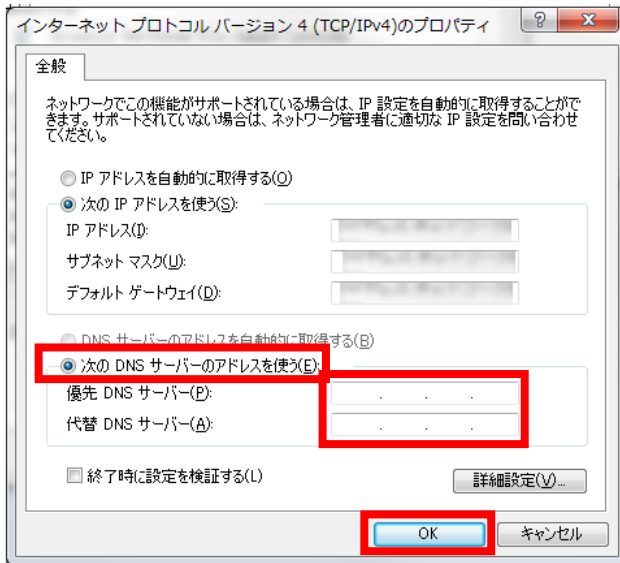 インターネット プロトコル バージョン 4 (TCP/IPv4)のプロパティ
全般
ネットワークでこの機能がサポートされている場合は、IP 設定を自動的に取得することがで
きます。サポートされていない場合は、ネットワーク管理者に適切な IP 設定を問い合わせ
てください。
IP アドレスを自動的に取得する(O)
次の IP アドレスを使う(S):
IP アドレス(I):
サブネット マスク(U):
デフォルト ゲートウェイ(D):
DNS サーバーのアドレスを自動的に取得する(B)
次の DNS サーバーのアドレスを使う(E):
優先 DNS サーバー(P):
代替 DNS サーバー(A):
終了時に設定を検証する(L)
詳細設定(V)...
OK キャンセル